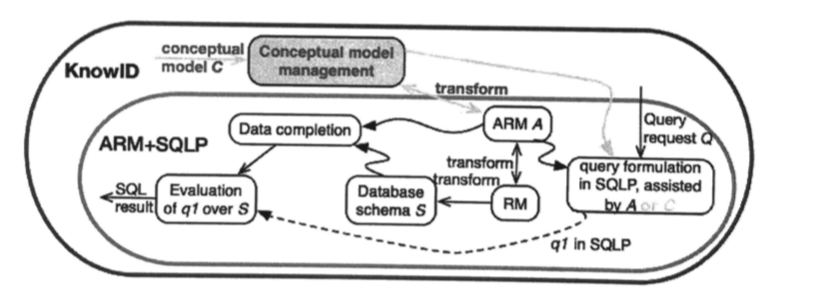 conceptual
model C
Conceptual model
management
KnowID
transform
Query
request Q
Data completion
ARM A
ARM+SQLP
transform
transform
query formulation
in SQLP, assisted
by A or C
SQL
result
Evaluation
of q1 over S
Database
schema S
RM
q1 in SQLP